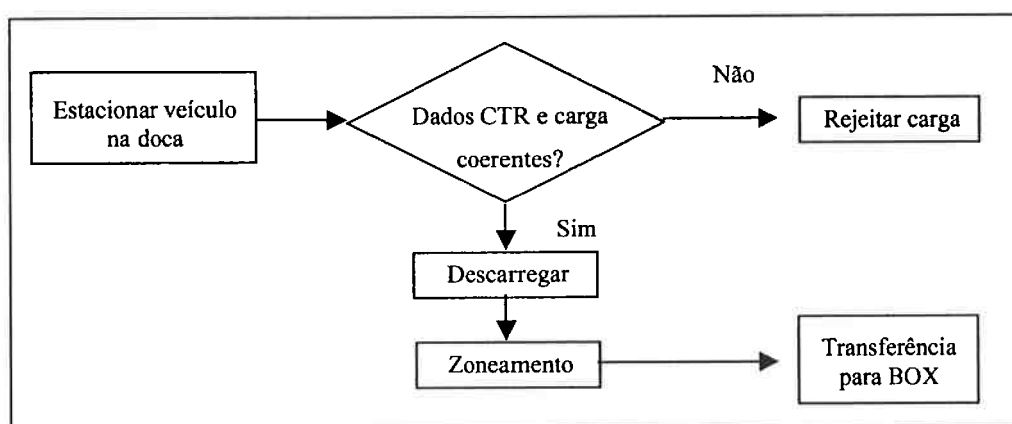 Estacionar veículo
na doca
Dados CTR e carga
coerentes?
Não
Rejeitar carga
Sim
Descarregar
Zoneamento
Transferência
para BOX